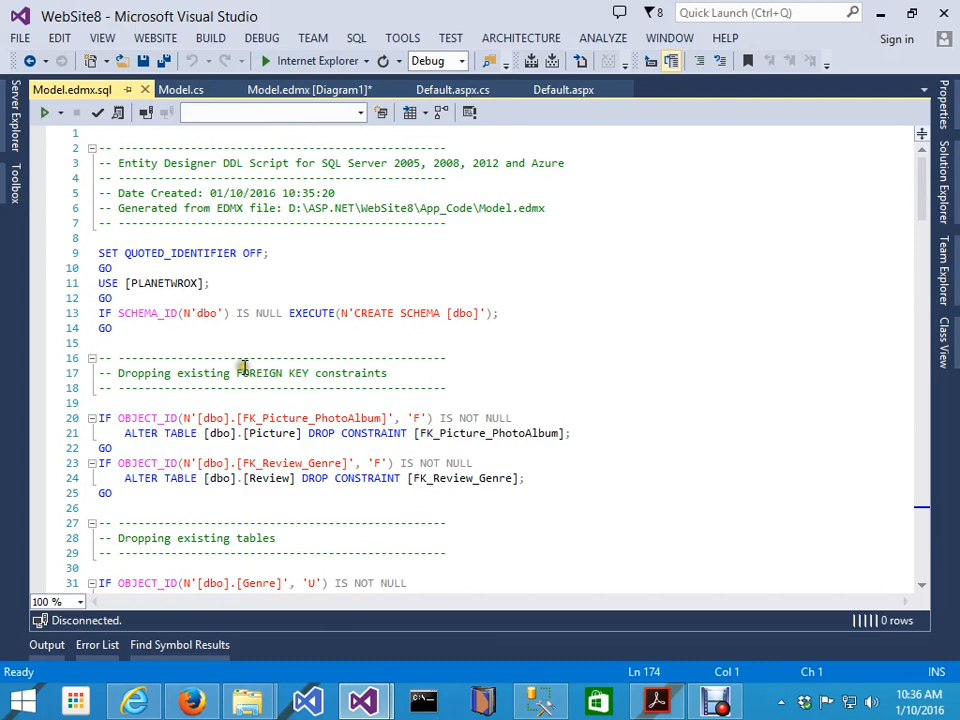 WebSite8 - Microsoft Visual Studio
8
Quick Launch (Ctrl+Q)
FILE EDIT VIEW WEBSITE BUILD DEBUG TEAM SQL TOOLS TEST ARCHITECTURE ANALYZE WINDOW HELP Sign in
Internet Explorer Debug
Model.edmx.sql Model.cs Model.edmx [Diagram1]* Default.aspx.cs Default.aspx
Server Explorer
Toolbox
Properties
Solution Explorer
Team Explorer
Class View
1
2 -- --------------------------------------------------
3 -- Entity Designer DDL Script for SQL Server 2005, 2008, 2012 and Azure
4 -- --------------------------------------------------
5 -- Date Created: 01/10/2016 10:35:20
6 -- Generated from EDMX file: D:\ASP.NET\WebSite8\App_Code\Model.edmx
7 -- --------------------------------------------------
8
9 SET QUOTED_IDENTIFIER OFF;
10 GO
11 USE [PLANETWROX];
12 GO
13 IF SCHEMA_ID(N'dbo') IS NULL EXECUTE(N'CREATE SCHEMA [dbo]');
14 GO
15
16 -- --------------------------------------------------
17 -- Dropping existing FOREIGN KEY constraints
18 -- --------------------------------------------------
19
20 IF OBJECT_ID(N'[dbo].[FK_Picture_PhotoAlbum]', 'F') IS NOT NULL
21 ALTER TABLE [dbo].[Picture] DROP CONSTRAINT [FK_Picture_PhotoAlbum];
22 GO
23 IF OBJECT_ID(N'[dbo].[FK_Review_Genre]', 'F') IS NOT NULL
24 ALTER TABLE [dbo].[Review] DROP CONSTRAINT [FK_Review_Genre];
25 GO
26
27 -- --------------------------------------------------
28 -- Dropping existing tables
29 -- --------------------------------------------------
30
31 IF OBJECT_ID(N'[dbo].[Genre]', 'U') IS NOT NULL
100 %
Disconnected. 0 rows
Output Error List Find Symbol Results
Ready Ln 174 Col 1 Ch 1 INS
10:36 AM
1/10/2016